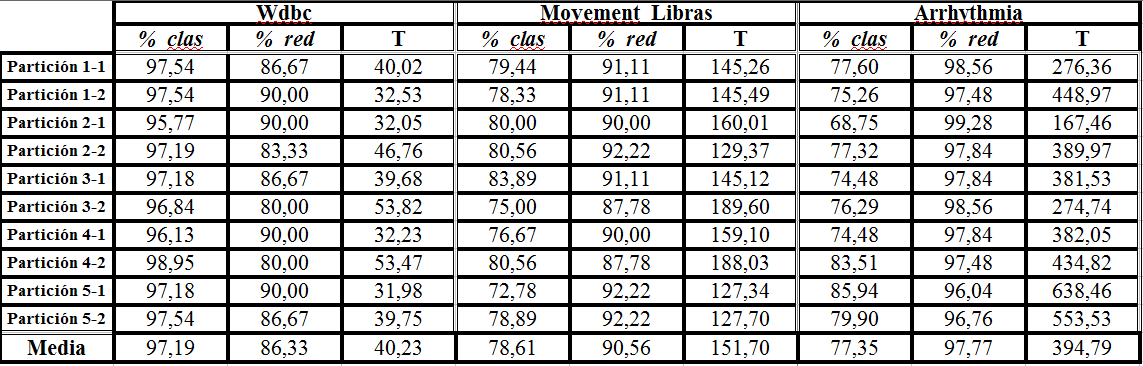 Wdbc Movement_Libras Arrhythmia
% clas % red T % clas % red T % clas % red T
Partición 1-1 97,54 86,67 40,02 79,44 91,11 145,26 77,60 98,56 276,36
Partición 1-2 97,54 90,00 32,53 78,33 91,11 145,49 75,26 97,48 448,97
Partición 2-1 95,77 90,00 32,05 80,00 90,00 160,01 68,75 99,28 167,46
Partición 2-2 97,19 83,33 46,76 80,56 92,22 129,37 77,32 97,84 389,97
Partición 3-1 97,18 86,67 39,68 83,89 91,11 145,12 74,48 97,84 381,53
Partición 3-2 96,84 80,00 53,82 75,00 87,78 189,60 76,29 98,56 274,74
Partición 4-1 96,13 90,00 32,23 76,67 90,00 159,10 74,48 97,84 382,05
Partición 4-2 98,95 80,00 53,47 80,56 87,78 188,03 83,51 97,48 434,82
Partición 5-1 97,18 90,00 31,98 72,78 92,22 127,34 85,94 96,04 638,46
Partición 5-2 97,54 86,67 39,75 78,89 92,22 127,70 79,90 96,76 553,53
Media 97,19 86,33 40,23 78,61 90,56 151,70 77,35 97,77 394,79